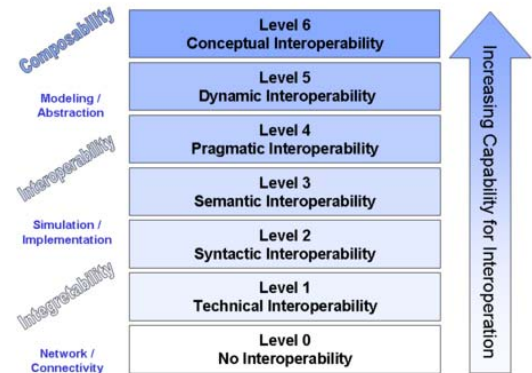 Composability
Modeling /
Abstraction
Interoperability
Simulation /
Implementation
Integretability
Network /
Connectivity
Level 6
Conceptual Interoperability
Level 5
Dynamic Interoperability
Level 4
Pragmatic Interoperability
Level 3
Semantic Interoperability
Level 2
Syntactic Interoperability
Level 1
Technical Interoperability
Level 0
No Interoperability
Increasing Capability for Interoperation